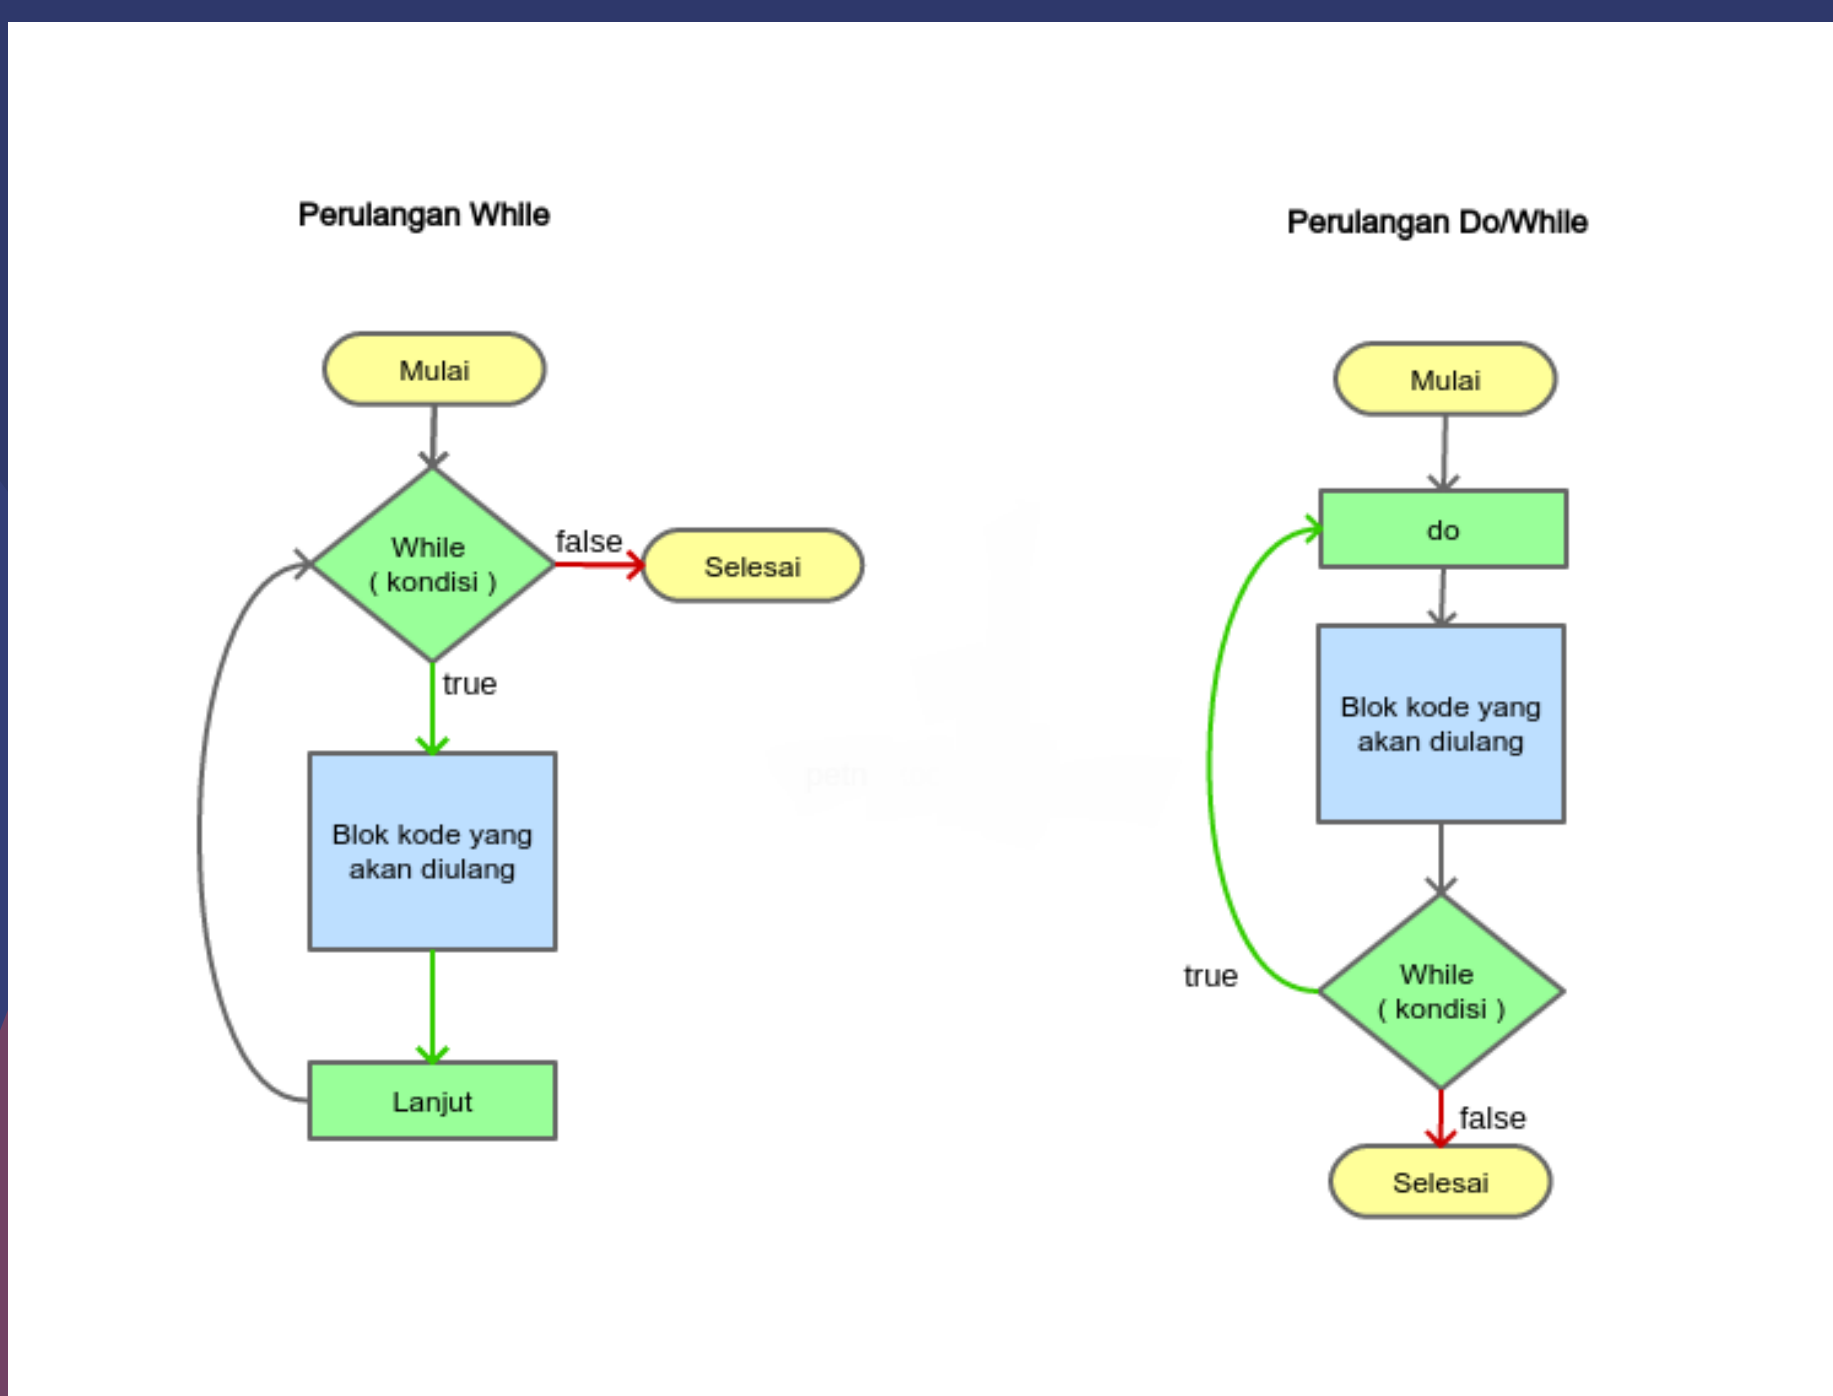 Perulangan While
Mulai
While
( kondisi )
false
Selesai
true
Blok kode yang
akan diulang
Lanjut
Perulangan Do/While
Mulai
do
Blok kode yang
akan diulang
true
While
( kondisi )
false
Selesai